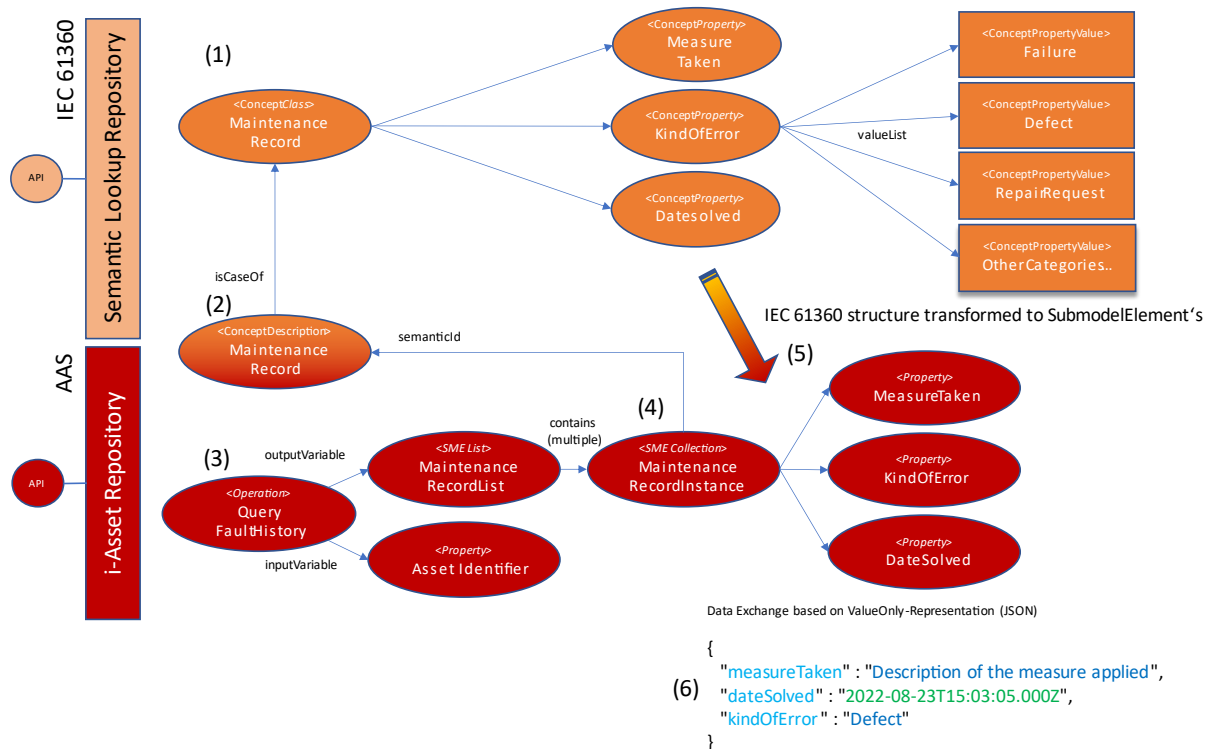 IEC 61360
Semantic Lookup Repository
API
(1)
<ConceptClass>
Maintenance
Record
<ConceptProperty>
Measure
Taken
<ConceptProperty>
KindOfError
<ConceptProperty>
Datesolved
valueList
<ConceptPropertyValue>
Failure
<ConceptPropertyValue>
Defect
<ConceptPropertyValue>
RepairRequest
<ConceptPropertyValue>
OtherCategories...
isCaseOf
(2)
<ConceptDescription>
Maintenance
Record
semanticId
IEC 61360 structure transformed to SubmodelElement‘s
(5)
AAS
i-Asset Repository
API
(3)
<Operation>
Query
FaultHistory
outputVariable
inputVariable
<SME List>
Maintenance
RecordList
<Property>
Asset Identifier
contains
(multiple)
(4)
<SME Collection>
Maintenance
RecordInstance
<Property>
MeasureTaken
<Property>
KindOfError
<Property>
DateSolved
Data Exchange based on ValueOnly-Representation (JSON)
(6)
{
"measureTaken" : "Description of the measure applied",
"dateSolved" : "2022-08-23T15:03:05.000Z",
"kindOfError" : "Defect"
}